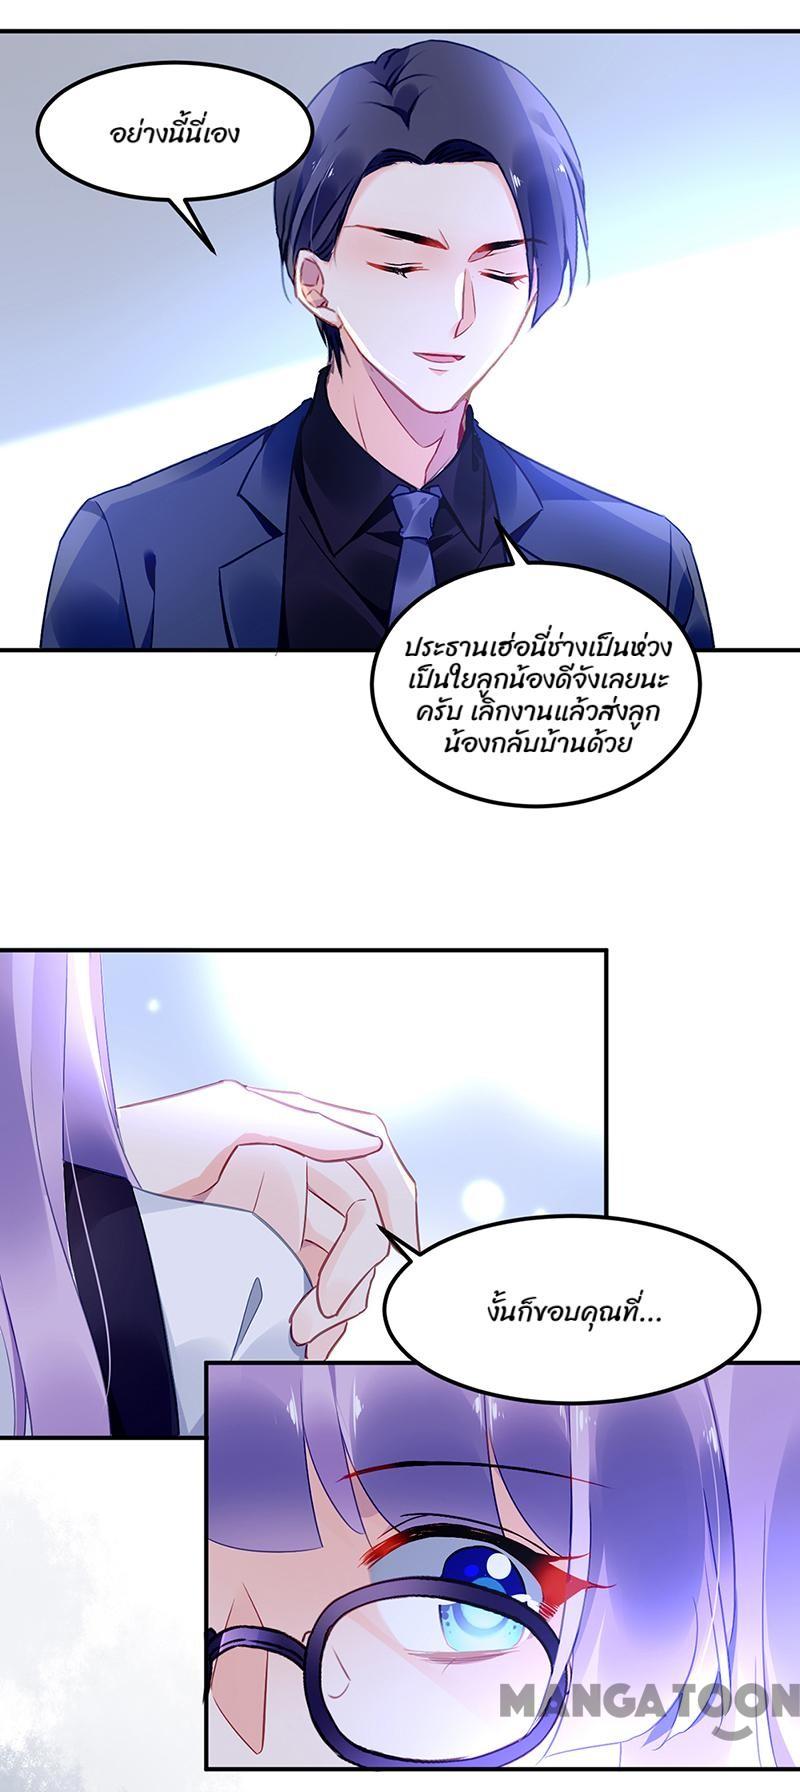 อย่างนี้นี่เอง
ประธานเฮ่อนี่ช่างเป็นห่วง
เป็นใยลูกน้องดีจังเลยนะ
ครับ เลิกงานแล้วส่งลูก
น้องกลับบ้านด้วย
งั้นก็ขอบคุณที่...
MANGATOON